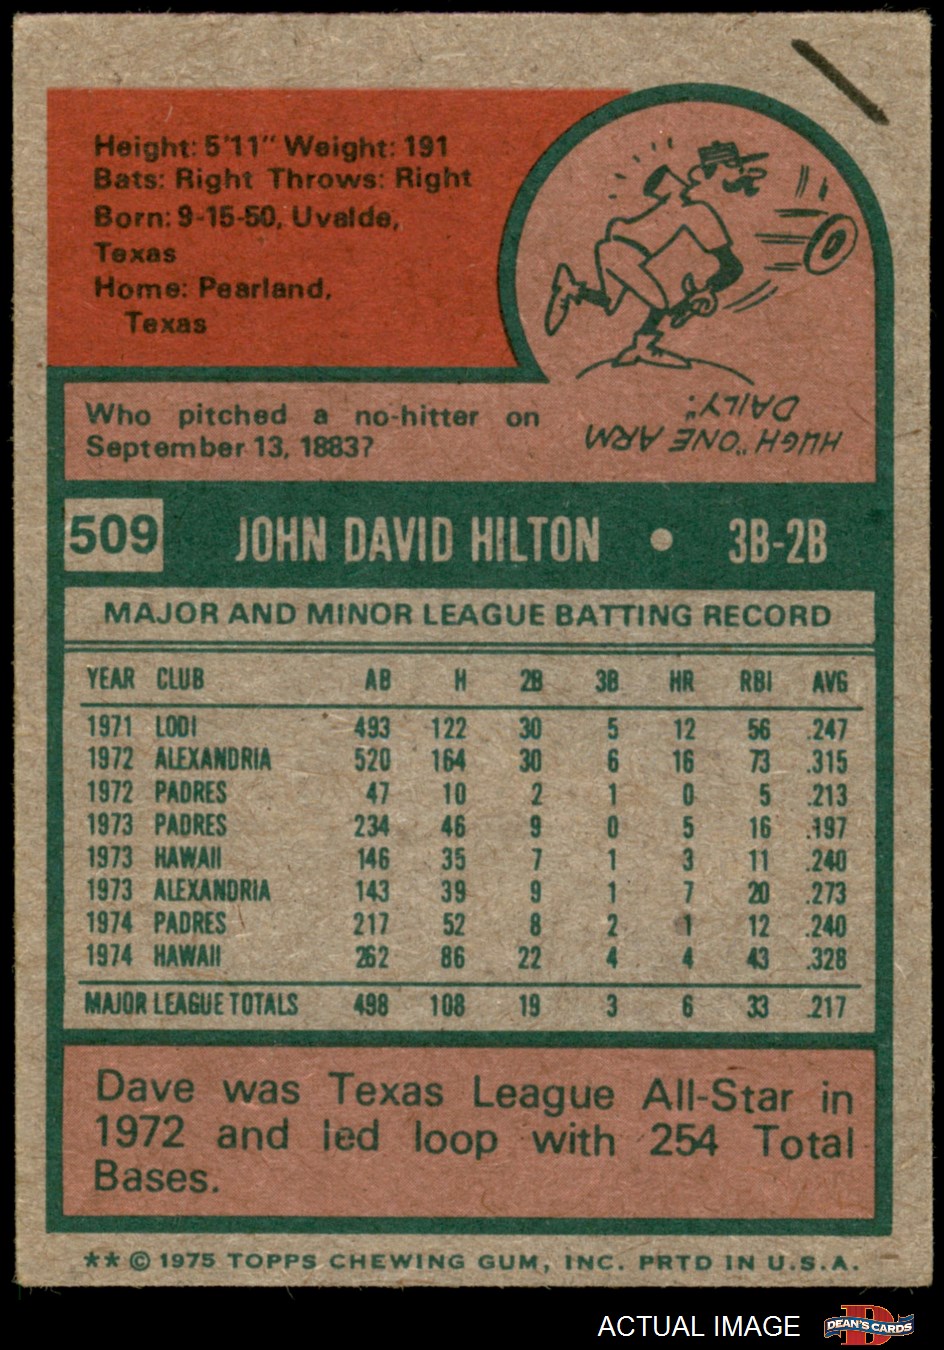 Height: 5'11" Weight: 191
Bats: Right Throws: Right
Born: 9-15-50, Uvalde,
Texas
Home: Pearland,
Texas
Who pitched a no-hitter on
September 13, 1883?
HUGH "ONE ARM
DAILY".
509 JOHN DAVID HILTON • 3B-2B
MAJOR AND MINOR LEAGUE BATTING RECORD
YEAR CLUB AB H 2B 3B HR RBI AVG
1971 LODI 493 122 30 5 12 56 .247
1972 ALEXANDRIA 520 164 30 6 16 73 .315
1972 PADRES 47 10 2 1 0 5 .213
1973 PADRES 234 46 9 0 5 16 .197
1973 HAWAII 146 35 7 1 3 11 .240
1973 ALEXANDRIA 143 39 9 1 7 20 .273
1974 PADRES 217 52 8 2 1 12 .240
1974 HAWAII 262 86 22 4 4 43 .328
MAJOR LEAGUE TOTALS 498 108 19 3 6 33 .217
Dave was Texas League All-Star in
1972 and led loop with 254 Total
Bases.
** © 1975 TOPPS CHEWING GUM, INC. PRTD IN U.S.A.
ACTUAL IMAGE DEAN'S CARDS